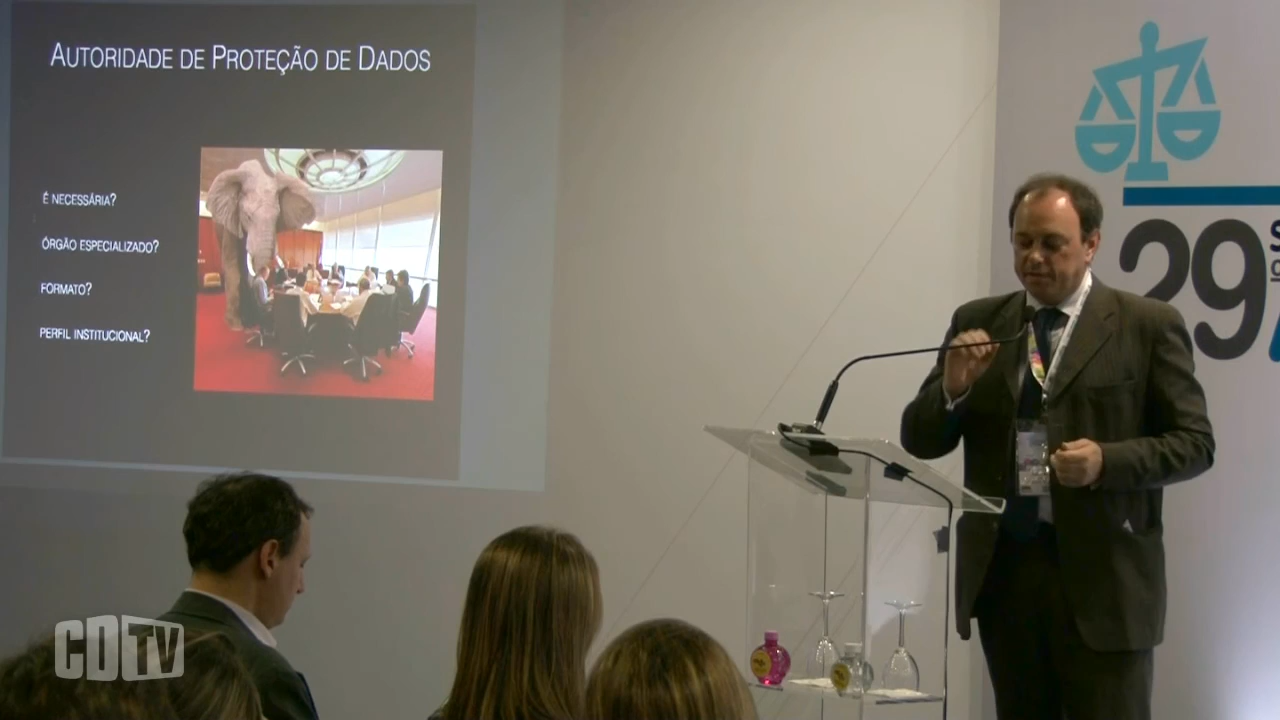 AUTORIDADE DE PROTEÇÃO DE DADOS
É NECESSÁRIA?
ÓRGÃO ESPECIALIZADO?
FORMATO?
PERFIL INSTITUCIONAL?
29
CDTV